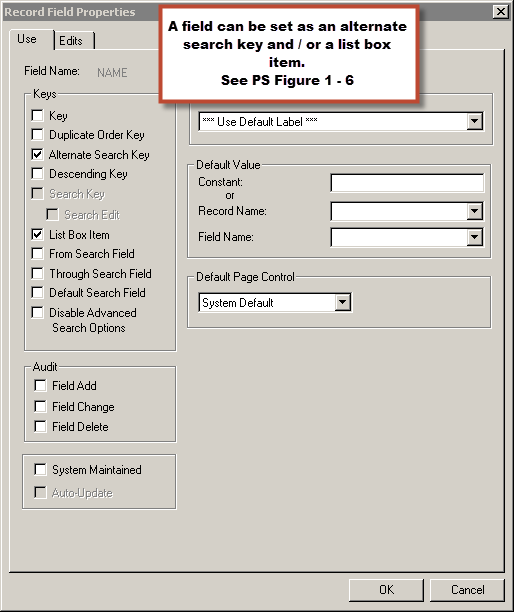 Record Field Properties
A field can be set as an alternate
search key and / or a list box
item.
See PS Figure 1 - 6
Use
Edits
Field Name:
NAME
Keys
Key
Duplicate Order Key
Alternate Search Key
Descending Key
Search Key
Search Edit
List Box Item
From Search Field
Through Search Field
Default Search Field
Disable Advanced
Search Options
Audit
Field Add
Field Change
Field Delete
System Maintained
Auto-Update
*** Use Default Label ***
Default Value
Constant:
or
Record Name:
Field Name:
Default Page Control
System Default
OK
Cancel